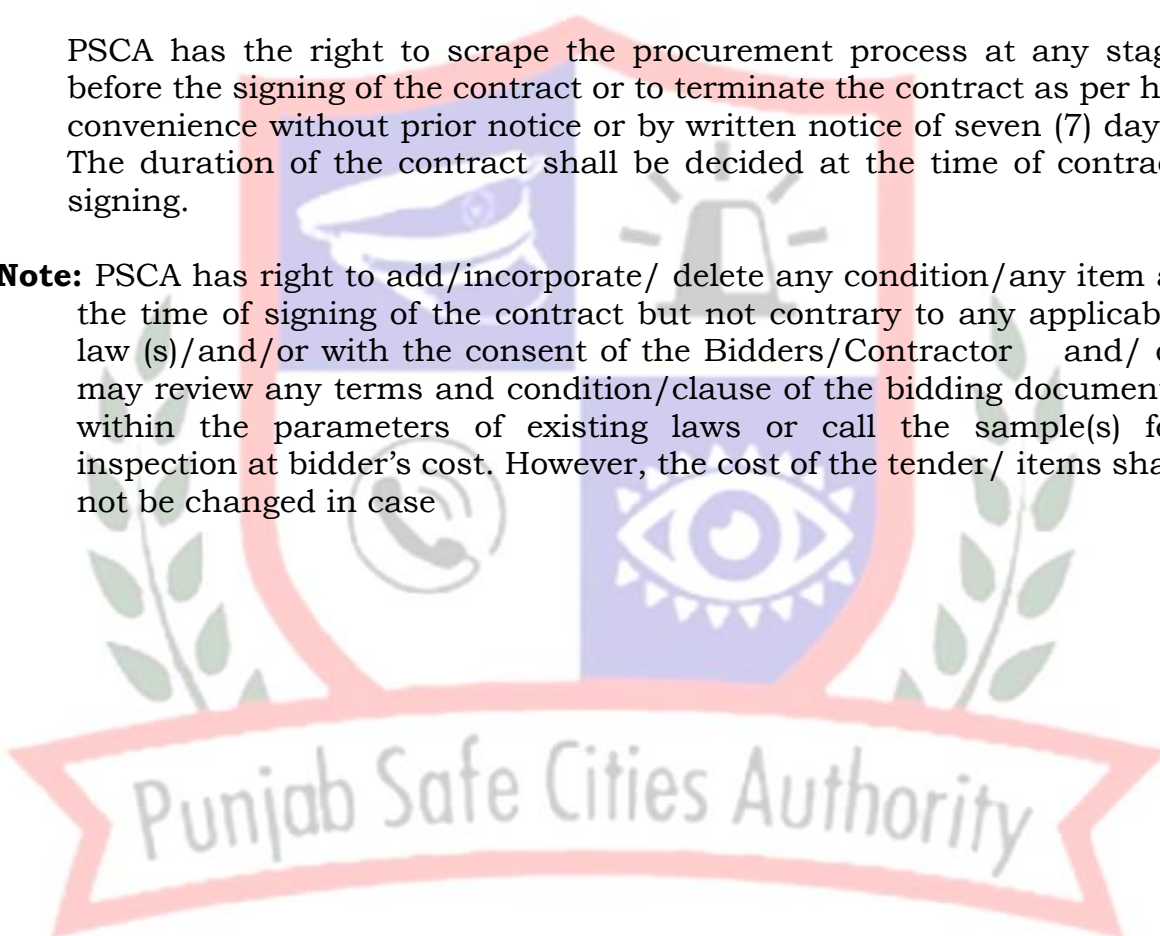 PSCA has the right to scrape the procurement process at any stag
before the signing of the contract or to terminate the contract as per h
convenience without prior notice or by written notice of seven (7) day
The duration of the contract shall be decided at the time of contrac
signing.
Note: PSCA has right to add/incorporate/ delete any condition/any item a
the time of signing of the contract but not contrary to any applicab
law (s)/and/or with the consent of the Bidders/Contractor and/ o
may review any terms and condition/clause of the bidding document
within the parameters of existing laws or call the sample(s) fo
inspection at bidder's cost. However, the cost of the tender/ items sha
not be changed in case
Punjab Safe Cities Authority